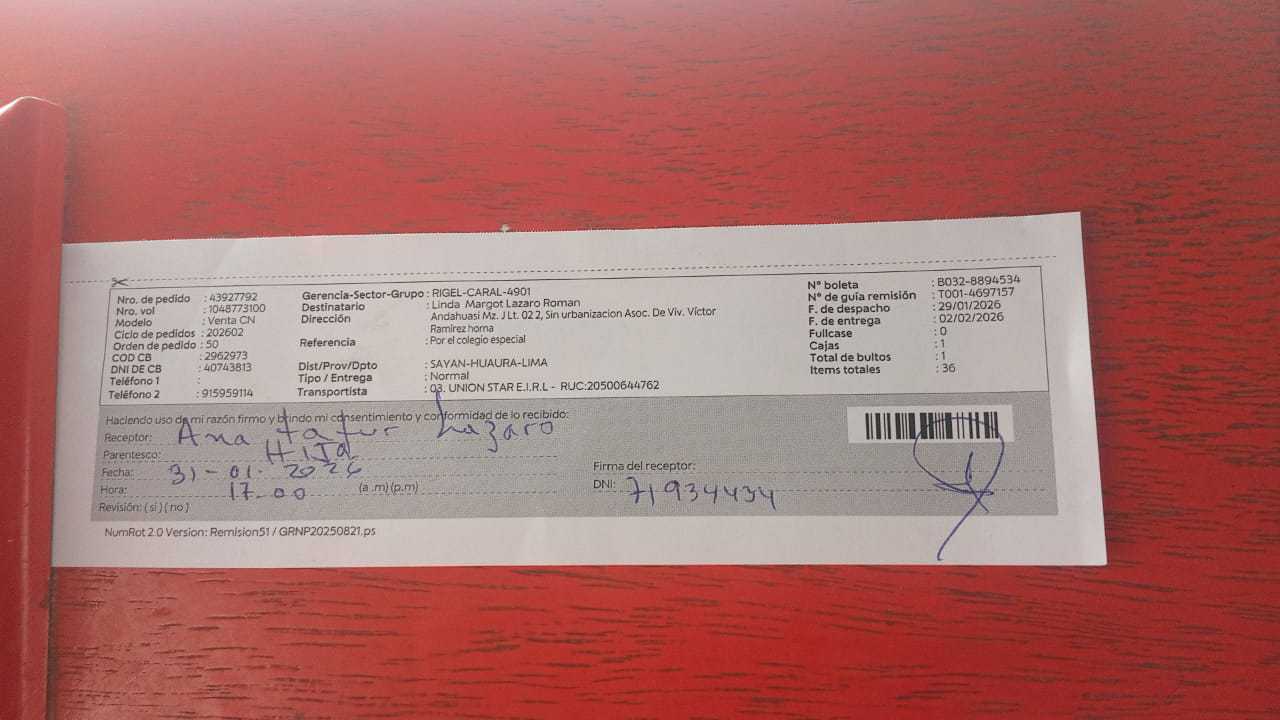 Nro. de pedido : 43927792
Nro. vol : 1048773100
Modelo : Venta CN
Ciclo de pedidos : 202602
Orden de pedido : 50
COD CB : 2962973
DNI DE CB : 40743813
Teléfono 1 :
Teléfono 2 : 915959114
Gerencia-Sector-Grupo : RIGEL-CARAL-4901
Destinatario : Linda Margot Lazaro Roman
Dirección Andahuasi Mz. J Lt. 02 2, Sin urbanizacion Asoc. De Viv. Víctor
Ramírez horna
Referencia : Por el colegio especial
Dist/Prov/Dpto : SAYAN-HUAURA-LIMA
Tipo / Entrega : Normal
Transportista : 03. UNION STAR E.I.R.L - RUC:20500644762
N° boleta : B032-8894534
N° de guía remisión : T001-4697157
F. de despacho : 29/01/2026
F. de entrega : 02/02/2026
Fullcase : 0
Cajas : 1
Total de bultos : 1
Items totales : 36
Haciendo uso de mi razón firmo y brindo mi consentimiento y conformidad de lo recibido:
Receptor: Ana tafur Lazaro
Parentesco: HIJA
Fecha: 31-01-2026
Hora: 17.00 (a .m) (p.m)
Revisión: ( si ) ( no )
Firma del receptor:
DNI: 71934434
NumRot 2.0 Version: Remision51 / GRNP20250821.ps